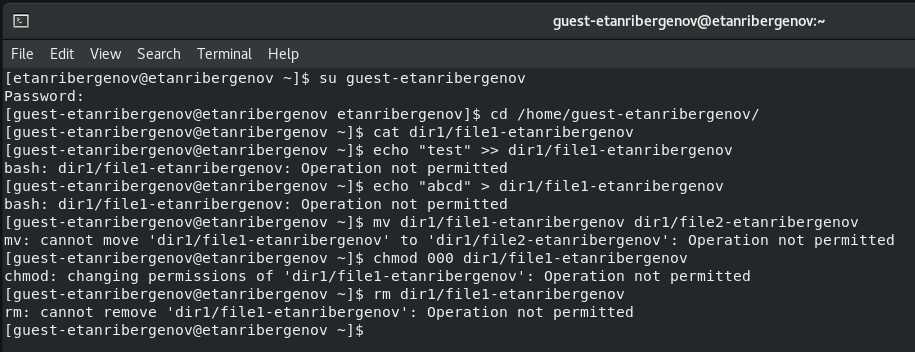 guest-etanribergenov@etanribergenov:~
File Edit View Search Terminal Help
[etanribergenov@etanribergenov ~]$ su guest-etanribergenov
Password:
[guest-etanribergenov@etanribergenov etanribergenov]$ cd /home/guest-etanribergenov/
[guest-etanribergenov@etanribergenov ~]$ cat dir1/file1-etanribergenov
[guest-etanribergenov@etanribergenov ~]$ echo "test" >> dir1/file1-etanribergenov
bash: dir1/file1-etanribergenov: Operation not permitted
[guest-etanribergenov@etanribergenov ~]$ echo "abcd" > dir1/file1-etanribergenov
bash: dir1/file1-etanribergenov: Operation not permitted
[guest-etanribergenov@etanribergenov ~]$ mv dir1/file1-etanribergenov dir1/file2-etanribergenov
mv: cannot move 'dir1/file1-etanribergenov' to 'dir1/file2-etanribergenov': Operation not permitted
[guest-etanribergenov@etanribergenov ~]$ chmod 000 dir1/file1-etanribergenov
chmod: changing permissions of 'dir1/file1-etanribergenov': Operation not permitted
[guest-etanribergenov@etanribergenov ~]$ rm dir1/file1-etanribergenov
rm: cannot remove 'dir1/file1-etanribergenov': Operation not permitted
[guest-etanribergenov@etanribergenov ~]$